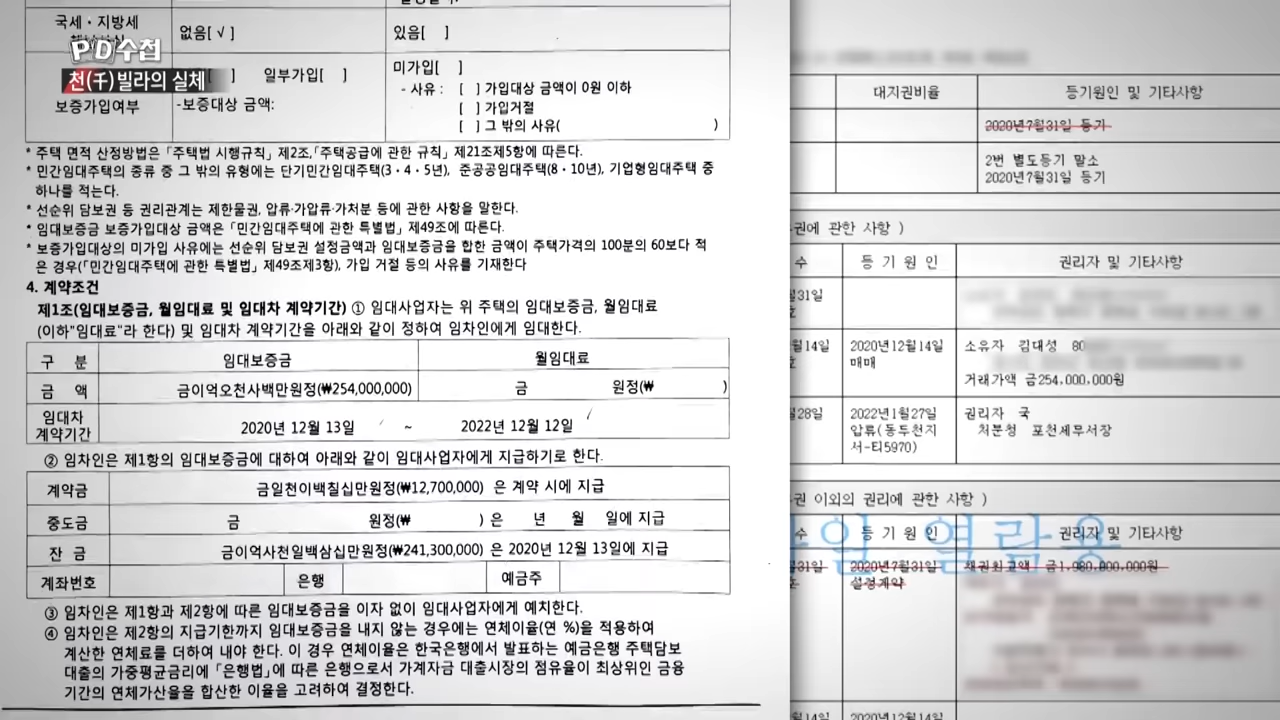 PD수첩
천(千) 빌라의 실체
국세·지방세
없음[ √ ]
있음[ ]
보증가입여부
일부가입[ ]
-보증대상 금액:
미가입[ ]
- 사유 : [ ] 가입대상 금액이 0원 이하
[ ] 가입거절
[ ] 그 밖의 사유( )
* 주택 면적 산정방법은 「주택법 시행규칙」 제2조,「주택공급에 관한 규칙」 제21조제5항에 따른다.
* 민간임대주택의 종류 중 그 밖의 유형에는 단기민간임대주택(3·4·5년), 준공공임대주택(8·10년), 기업형임대주택 중
하나를 적는다.
* 선순위 담보권 등 권리관계는 제한물권, 압류·가압류·가처분 등에 관한 사항을 말한다.
* 임대보증금 보증가입대상 금액은 「민간임대주택에 관한 특별법」 제49조에 따른다.
* 보증가입대상의 미가입 사유에는 선순위 담보권 설정금액과 임대보증금을 합한 금액이 주택가격의 100분의 60보다 적
은 경우(「민간임대주택에 관한 특별법」 제49조제3항), 가입 거절 등의 사유를 기재한다
4. 계약조건
제1조(임대보증금, 월임대료 및 임대차 계약기간) ① 임대사업자는 위 주택의 임대보증금, 월임대료
(이하"임대료"라 한다) 및 임대차 계약기간을 아래와 같이 정하여 임차인에게 임대한다.
구 분 임대보증금 월임대료
금 액 금이억오천사백만원정(₩254,000,000) 금 원정(₩ )
임대차
계약기간
2020년 12월 13일 ~ 2022년 12월 12일
② 임차인은 제1항의 임대보증금에 대하여 아래와 같이 임대사업자에게 지급하기로 한다.
계약금 금일천이백칠십만원정(₩12,700,000) 은 계약 시에 지급
중도금 금 원정(₩ ) 은 년 월 일에 지급
잔 금 금이억사천일백삼십만원정(₩241,300,000) 은 2020년 12월 13일에 지급
계좌번호 은행 예금주
③ 임차인은 제1항과 제2항에 따른 임대보증금을 이자 없이 임대사업자에게 예치한다.
④ 임차인은 제2항의 지급기한까지 임대보증금을 내지 않는 경우에는 연체이율(연 %)을 적용하여
계산한 연체료를 더하여 내야 한다. 이 경우 연체이율은 한국은행에서 발표하는 예금은행 주택담보
대출의 가중평균금리에 「은행법」에 따른 은행으로서 가계자금 대출시장의 점유율이 최상위인 금융
기간의 연체가산율을 합산한 이율을 고려하여 결정한다.
대지권비율 등기원인 및 기타사항
2020년7월31일 등기
2번 별도등기 말소
2020년7월31일 등기
권에 관한 사항 )
수 등 기 원 인 권리자 및 기타사항
31일
월14일 2020년12월14일 소유자 김대성 80
매매
거래가액 금254,000,000원
28일 2022년1월27일 권리자 국
압류(동두천지 처분청 포천세무서장
서-티5970)
권 이외의 권리에 관한 사항 )
수 등 기 원 인 권리자 및 기타사항
열람용
31일 2020년7월31일 채권최고액 금1,980,000,000원
설정계약
월14일 2020년12월14일